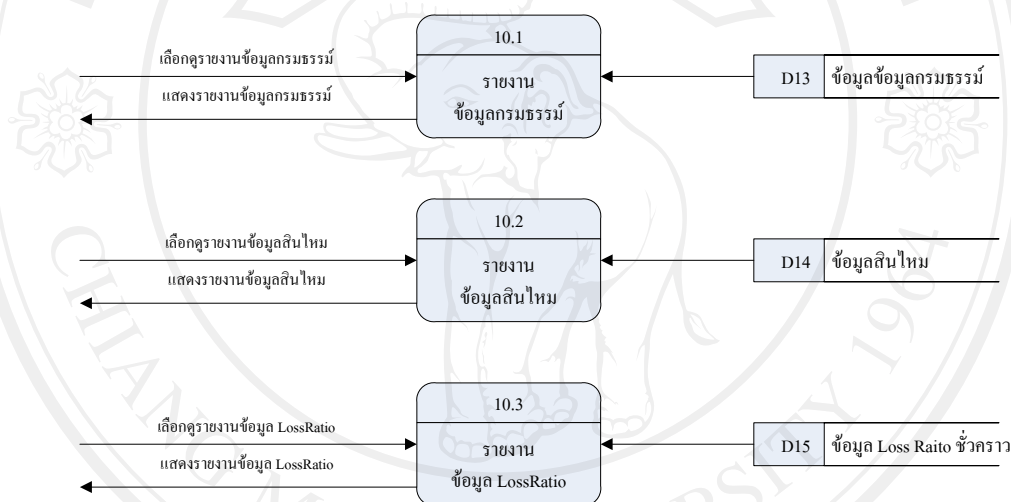 10.1
เลือกดูรายงานข้อมูลกรมธรรม์
รายงาน
D13 ข้อมูลข้อมูลกรมธรรม์
แสดงรายงานข้อมูลกรมธรรม์
ข้อมูลกรมธรรม์
10.2
เลือกดูรายงานข้อมูลสินไหม
รายงาน
D14 ข้อมูลสินไหม
แสดงรายงานข้อมูลสินไหม
ข้อมูลสินไหม
10.3
เลือกดูรายงานข้อมูล LossRatio
รายงาน
D15 ข้อมูล Loss Raito ชั่วคราว
แสดงรายงานข้อมูล LossRatio
ข้อมูล LossRatio
CHIANG M UNIVERSITY 1964